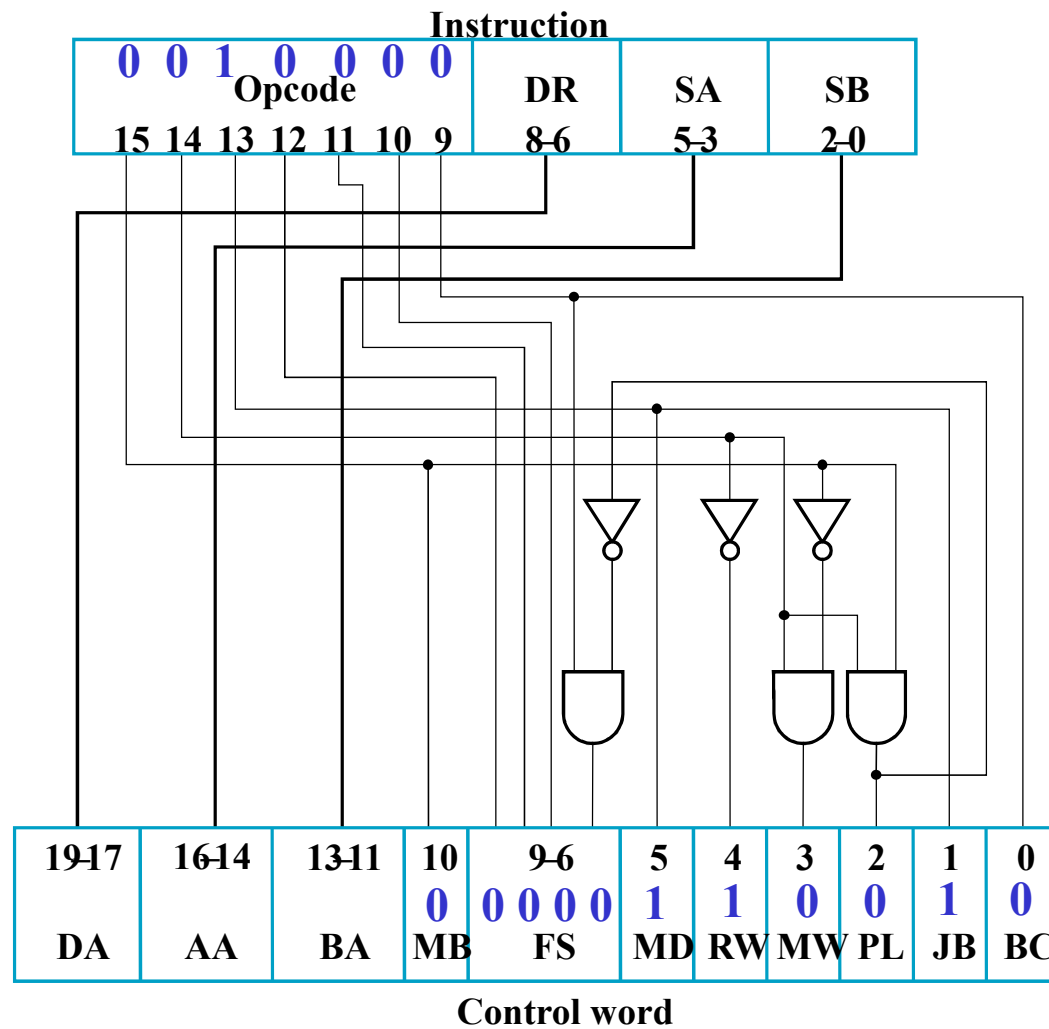 Instruction
0 0 1 0 0 0 0
Opcode DR SA SB
15 14 13 12 11 10 9 8–6 5–3 2–0
19–17 16–14 13–11 10 9–6 5 4 3 2 1 0
0 0 0 0 0 1 1 0 0 1 0
DA AA BA MB FS MD RW MW PL JB BC
Control word